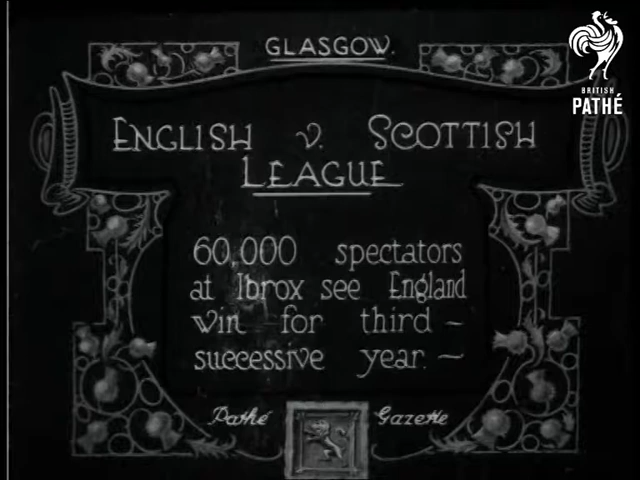 GLASGOW.
BRITISH
PATHÉ
ENGLISH v. SCOTTISH
LEAGUE
60,000 spectators
at Ibrox see England
win for third -
successive year. ~
Pathé Gazette